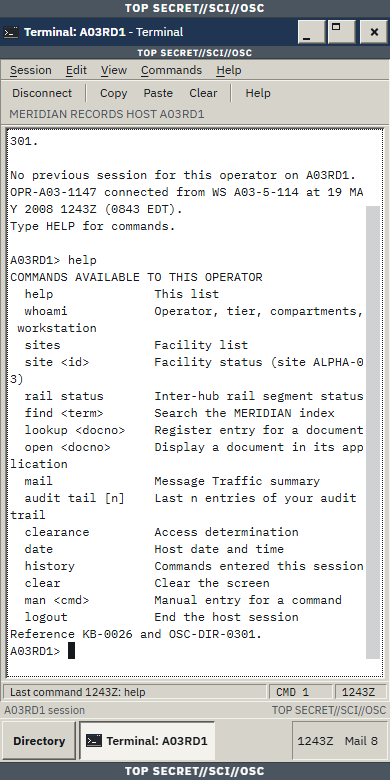 TOP SECRET//SCI//OSC
Terminal: A03RD1 - Terminal
TOP SECRET//SCI//OSC
Session Edit View Commands Help
Disconnect Copy Paste Clear Help
MERIDIAN RECORDS HOST A03RD1
301.
No previous session for this operator on A03RD1.
OPR-A03-1147 connected from WS A03-5-114 at 19 MA
Y 2008 1243Z (0843 EDT).
Type HELP for commands.
A03RD1> help
COMMANDS AVAILABLE TO THIS OPERATOR
help This list
whoami Operator, tier, compartments,
workstation
sites Facility list
site <id> Facility status (site ALPHA-0
3)
rail status Inter-hub rail segment status
find <term> Search the MERIDIAN index
lookup <docno> Register entry for a document
open <docno> Display a document in its app
lication
mail Message Traffic summary
audit tail [n] Last n entries of your audit
trail
clearance Access determination
date Host date and time
history Commands entered this session
clear Clear the screen
man <cmd> Manual entry for a command
logout End the host session
Reference KB-0026 and OSC-DIR-0301.
A03RD1>
Last command 1243Z: help CMD 1 1243Z
A03RD1 session TOP SECRET//SCI//OSC
Directory Terminal: A03RD1 1243Z Mail 8
TOP SECRET//SCI//OSC